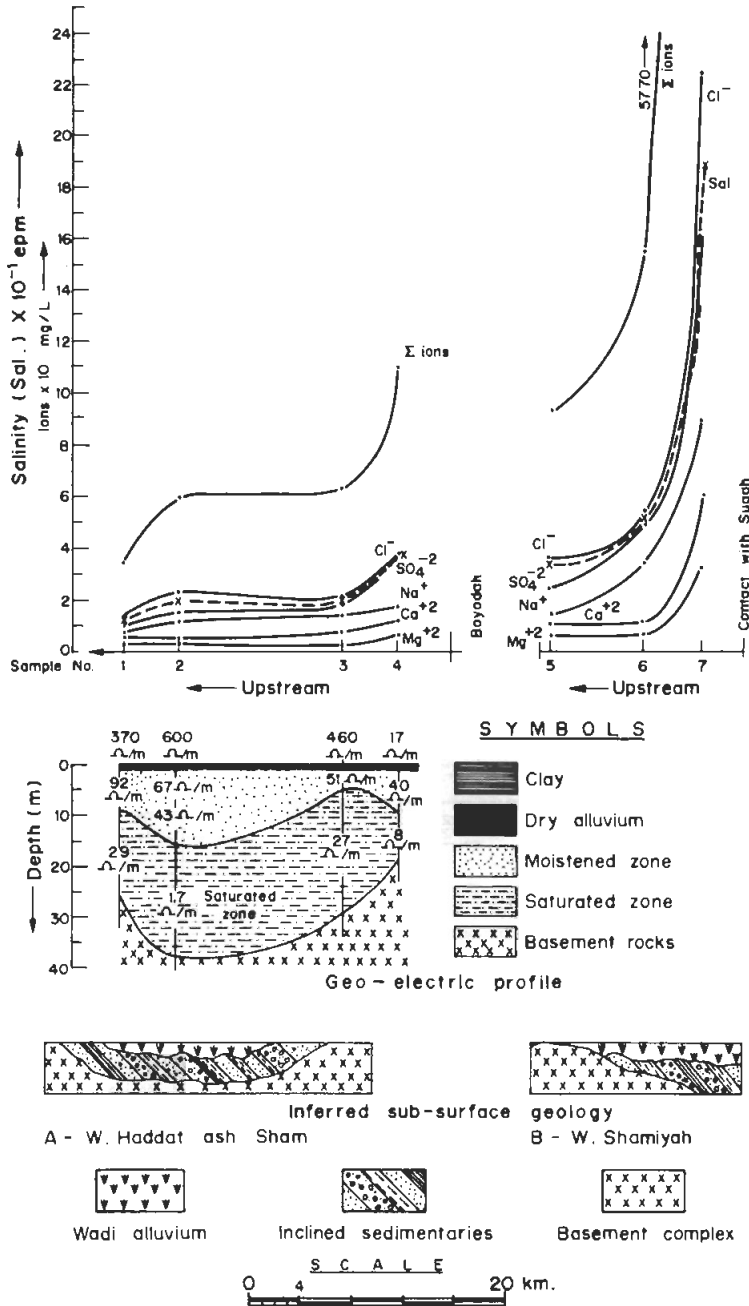 24
22
20
18
16
14
12
10
8
6
4
2
0
Salinity (Sal.) X 10⁻¹ epm
Ions x 10 mg/L
Σ ions
Cl⁻
SO₄⁻²
Na⁺
Ca⁺²
Mg⁺²
Sample No. 1 2 3 4
Upstream
Bayadah
5770
Σ ions
Cl⁻
Sal
Cl⁻
SO₄⁻²
Na⁺
Ca⁺²
Mg⁺²
5 6 7
Upstream
Contact with Sugah
370 600 460 17
Ω/m Ω/m Ω/m Ω/m
Depth (m)
0
10
20
30
40
92 Ω/m
67 Ω/m
51 Ω/m
40 Ω/m
43 Ω/m
29 Ω/m
27 Ω/m
8 Ω/m
1.7 Ω/m
Saturated zone
Geo-electric profile
SYMBOLS
Clay
Dry alluvium
Moistened zone
Saturated zone
Basement rocks
Inferred sub-surface geology
A - W. Haddat ash Sham
B - W. Shamiyah
Wadi alluvium
Inclined sedimentaries
Basement complex
SCALE
0 4 20 km.